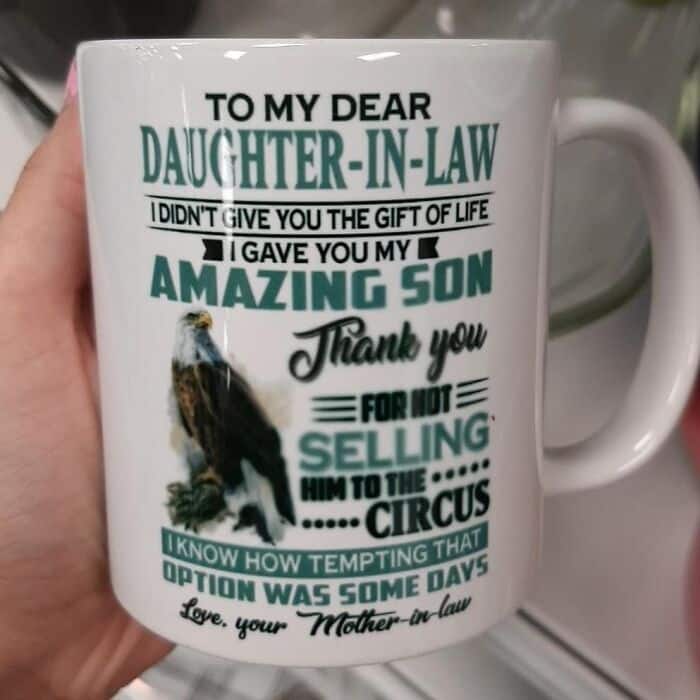 TO MY DEAR
DAUGHTER-IN-LAW
I DIDN'T GIVE YOU THE GIFT OF LIFE
I GAVE YOU MY
AMAZING SON
Thank you
FOR NOT
SELLING
HIM TO THE
CIRCUS
I KNOW HOW TEMPTING THAT
OPTION WAS SOME DAYS
Love, your Mother-in-law